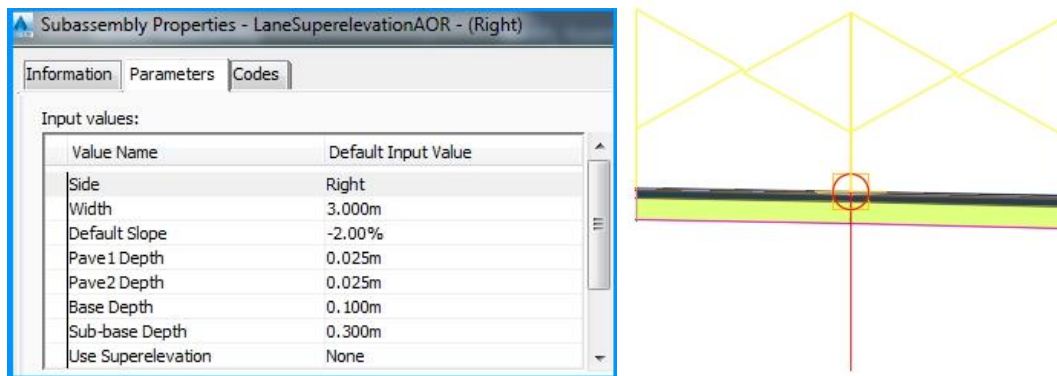 Subassembly Properties - LaneSuperelevationAOR - (Right)
Information Parameters Codes
Input values:
Value Name Default Input Value
Side Right
Width 3.000m
Default Slope -2.00%
Pave1 Depth 0.025m
Pave2 Depth 0.025m
Base Depth 0.100m
Sub-base Depth 0.300m
Use Superelevation None